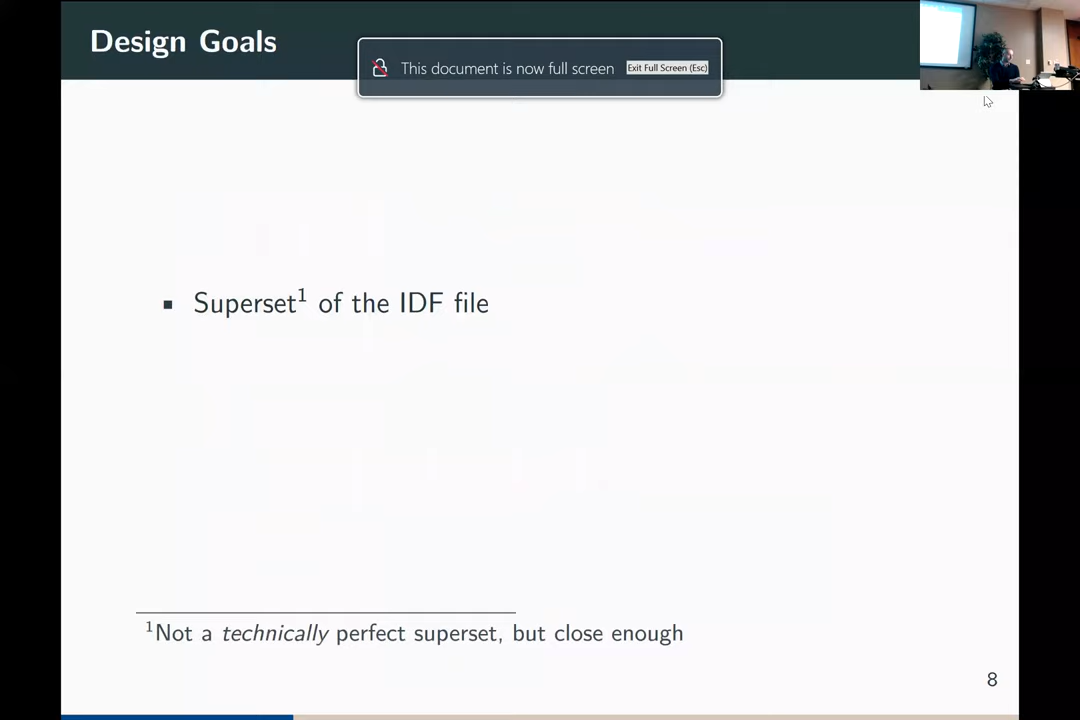 Design Goals
This document is now full screen Exit Full Screen (Esc)
▪ Superset¹ of the IDF file
¹Not a technically perfect superset, but close enough
8